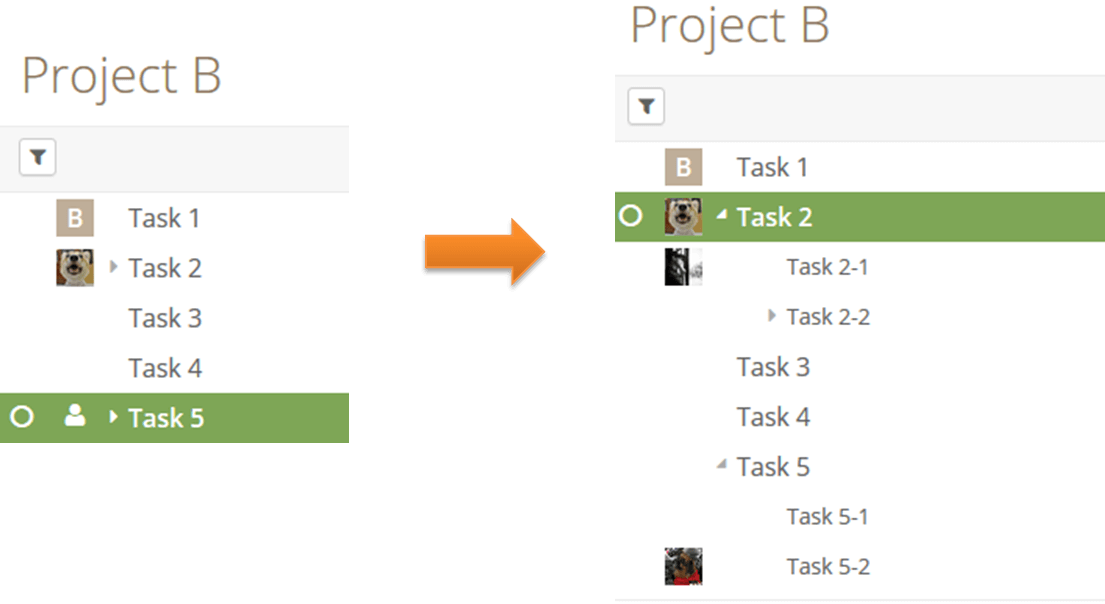 Project B
B Task 1
Task 2
Task 3
Task 4
Task 5
Project B
B Task 1
Task 2
Task 2-1
Task 2-2
Task 3
Task 4
Task 5
Task 5-1
Task 5-2